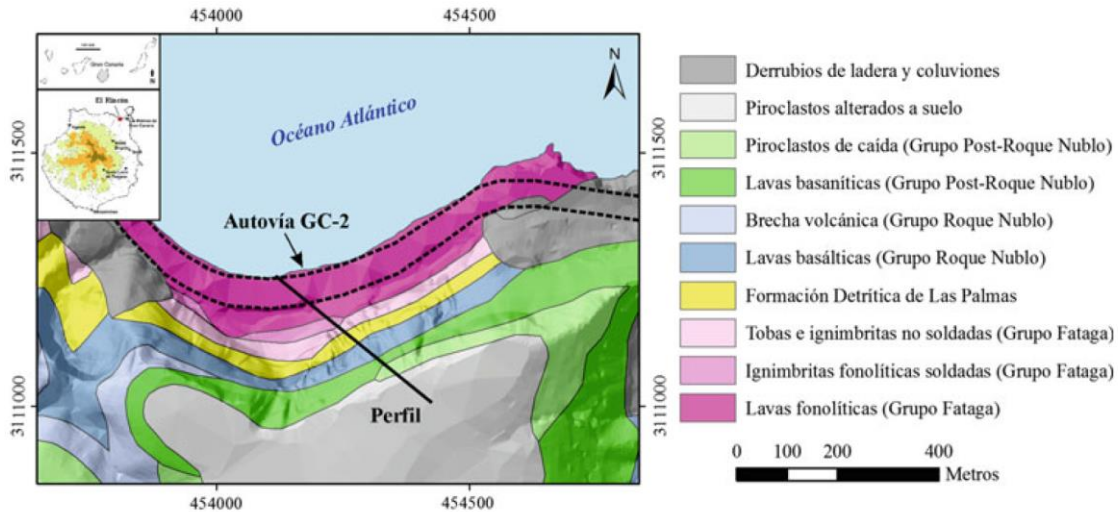 454000
454500
N
Gran Canaria
N
El Rincón
Océano Atlántico
3111500
3111500
Autovía GC-2
3111000
3111000
Perfil
454000
454500
Derrubios de ladera y coluviones
Piroclastos alterados a suelo
Piroclastos de caída (Grupo Post-Roque Nublo)
Lavas basaníticas (Grupo Post-Roque Nublo)
Brecha volcánica (Grupo Roque Nublo)
Lavas basálticas (Grupo Roque Nublo)
Formación Detrítica de Las Palmas
Tobas e ignimbritas no soldadas (Grupo Fataga)
Ignimbritas fonolíticas soldadas (Grupo Fataga)
Lavas fonolíticas (Grupo Fataga)
0 100 200 400
Metros